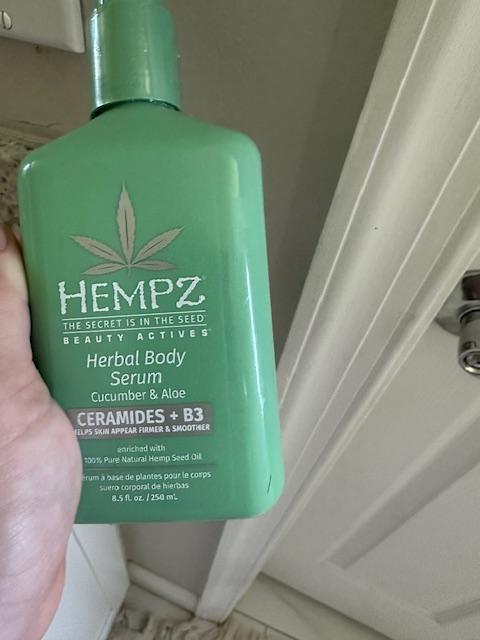 HEMPZ
THE SECRET IS IN THE SEED
BEAUTY ACTIVES
Herbal Body
Serum
Cucumber & Aloe
CERAMIDES + B3
HELPS SKIN APPEAR FIRMER & SMOOTHER
enriched with
100% Pure Natural Hemp Seed Oil
sérum à base de plantes pour le corps
suero corporal de hierbas
8.5 fl. oz. / 250 mL